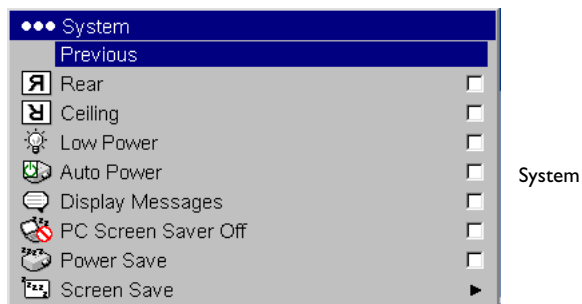 System
Previous
Rear
Ceiling
Low Power
Auto Power
Display Messages
PC Screen Saver Off
Power Save
Screen Save
System